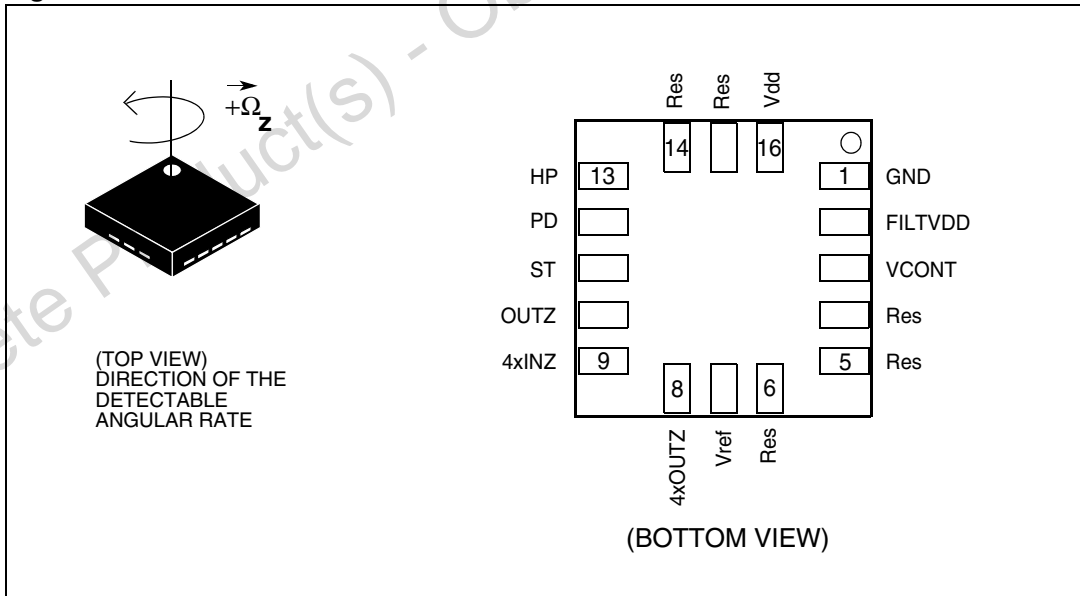 +Ωz
(TOP VIEW)
DIRECTION OF THE
DETECTABLE
ANGULAR RATE
Res Res Vdd
14 16
HP 13 1 GND
PD FILTVDD
ST VCONT
OUTZ Res
4xINZ 9 5 Res
8 6
4xOUTZ Vref Res
(BOTTOM VIEW)